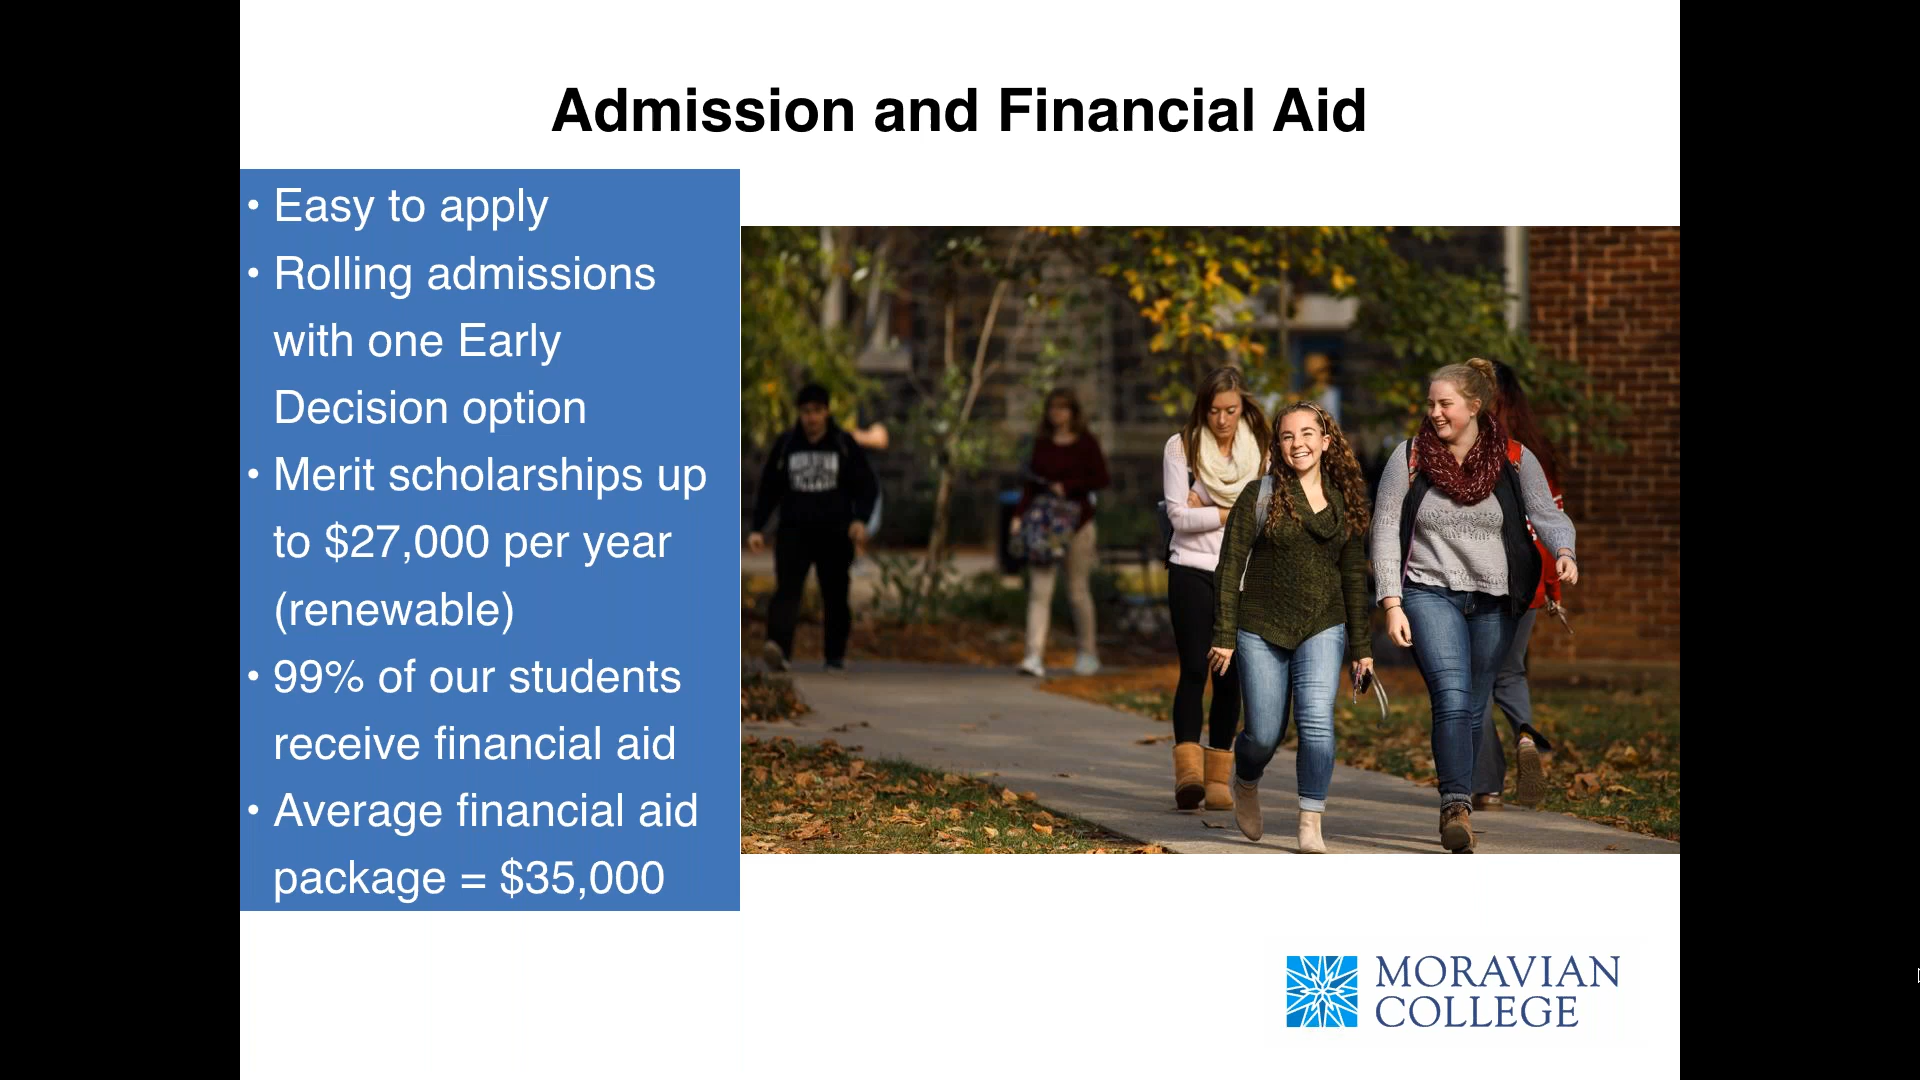 Admission and Financial Aid
• Easy to apply
• Rolling admissions
with one Early
Decision option
• Merit scholarships up
to $27,000 per year
(renewable)
• 99% of our students
receive financial aid
• Average financial aid
package = $35,000
MORAVIAN
COLLEGE